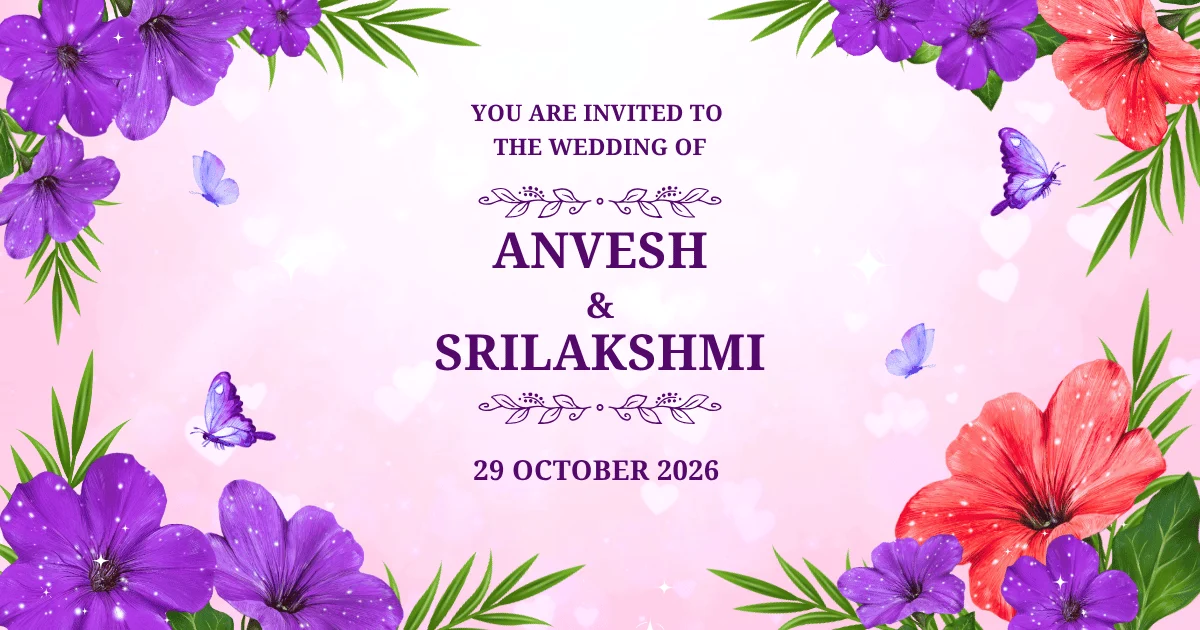 YOU ARE INVITED TO
THE WEDDING OF
ANVESH
&
SRILAKSHMI
29 OCTOBER 2026